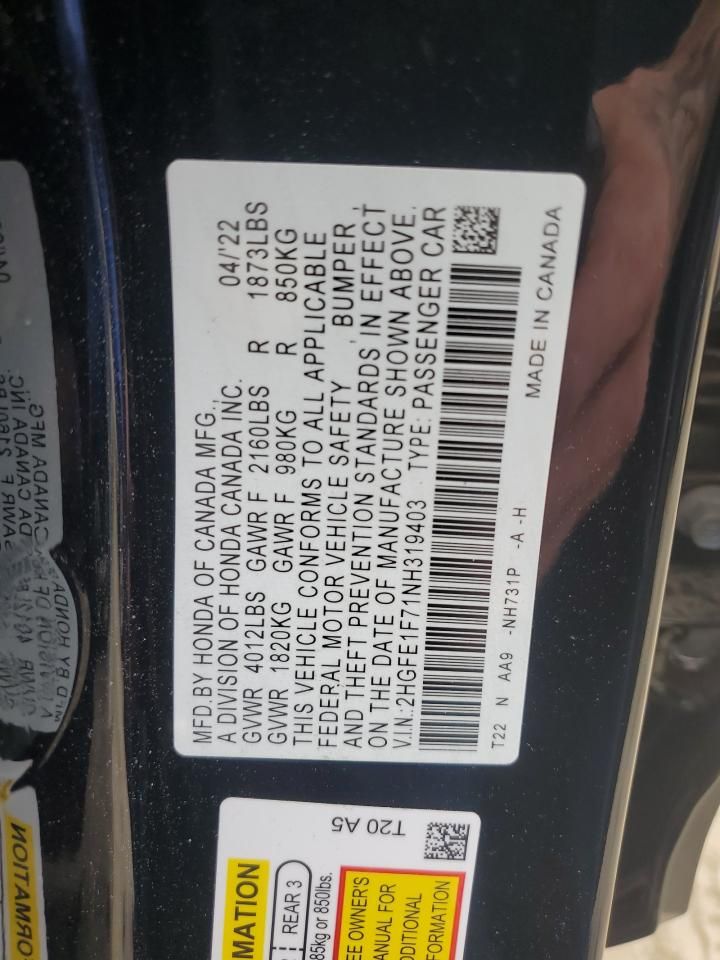 MFD.BY HONDA OF CANADA MFG.,
A DIVISION OF HONDA CANADA INC. 04/'22
GVWR 4012LBS GAWR F 2160LBS R 1873LBS
GVWR 1820KG GAWR F 980KG R 850KG
THIS VEHICLE CONFORMS TO ALL APPLICABLE
FEDERAL MOTOR VEHICLE SAFETY , BUMPER ,
AND THEFT PREVENTION STANDARDS IN EFFECT
ON THE DATE OF MANUFACTURE SHOWN ABOVE.
V.I.N.:2HGFE1F71NH319403 TYPE: PASSENGER CAR
T22 N AA9 -NH731P -A -H
MADE IN CANADA
T20 A5
MATION
REAR 3
85kg or 850lbs.
EE OWNER'S
ANUAL FOR
DDITIONAL
FORMATION